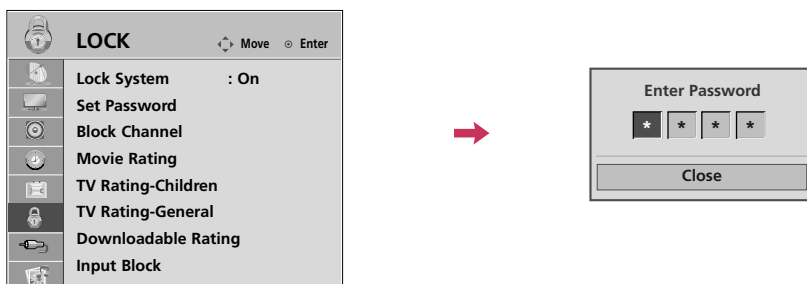 LOCK Move Enter
Lock System : On
Set Password
Block Channel
Movie Rating
TV Rating-Children
TV Rating-General
Downloadable Rating
Input Block
Enter Password
* * * *
Close